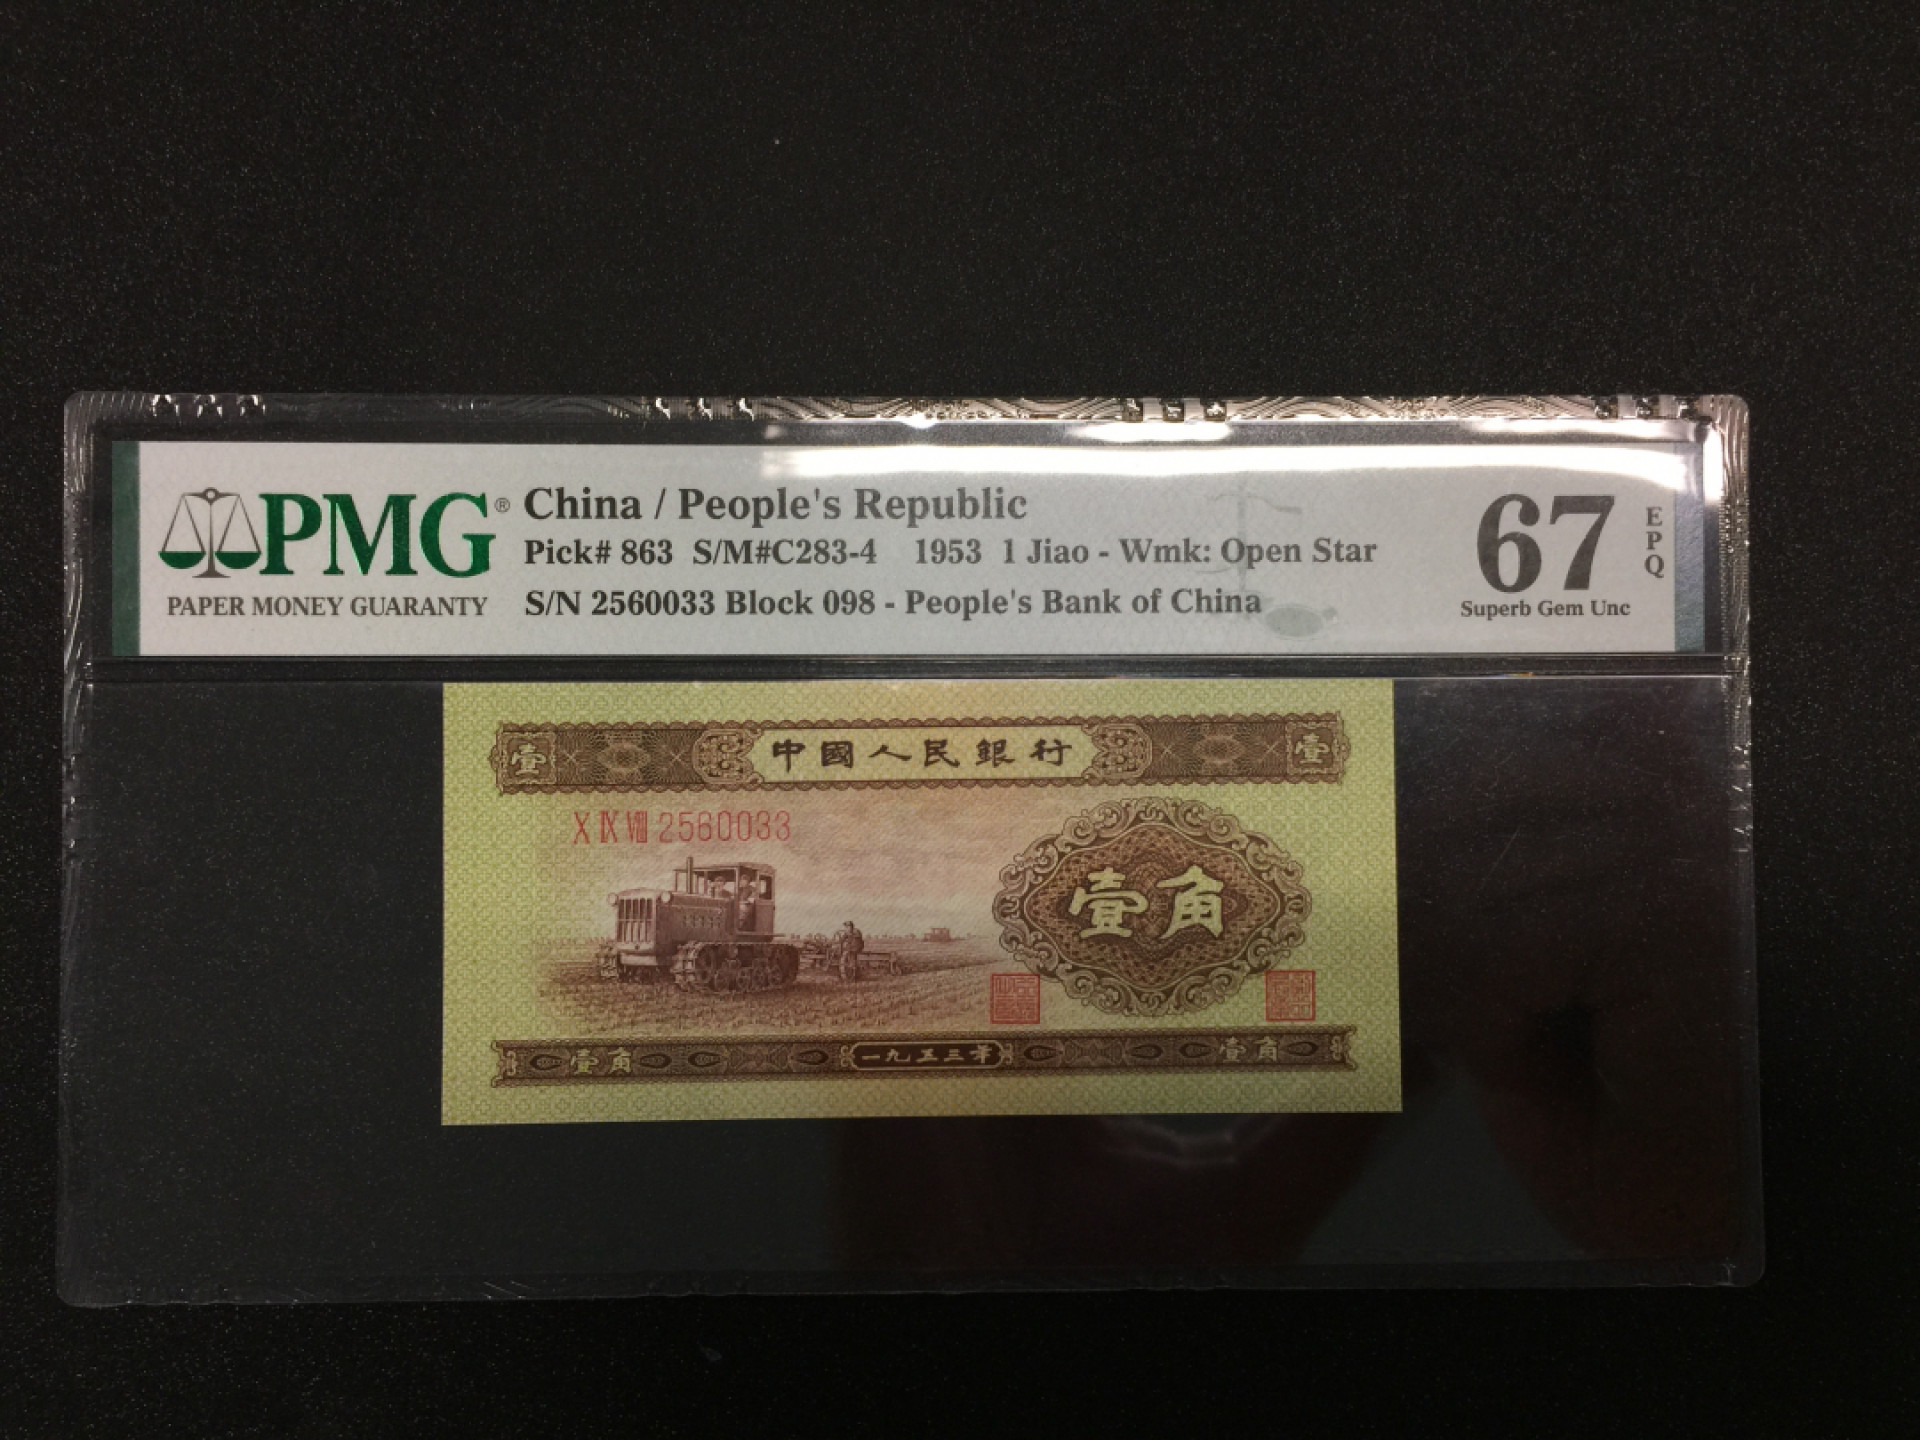 PMG®
PAPER MONEY GUARANTY
China / People's Republic
Pick# 863 S/M#C283-4 1953 1 Jiao - Wmk: Open Star
S/N 2560033 Block 098 - People's Bank of China
67
EPQ
Superb Gem Unc
壹 中國人民銀行 壹
X IX VIII 2560033
壹角
壹角 一九五三年 壹角